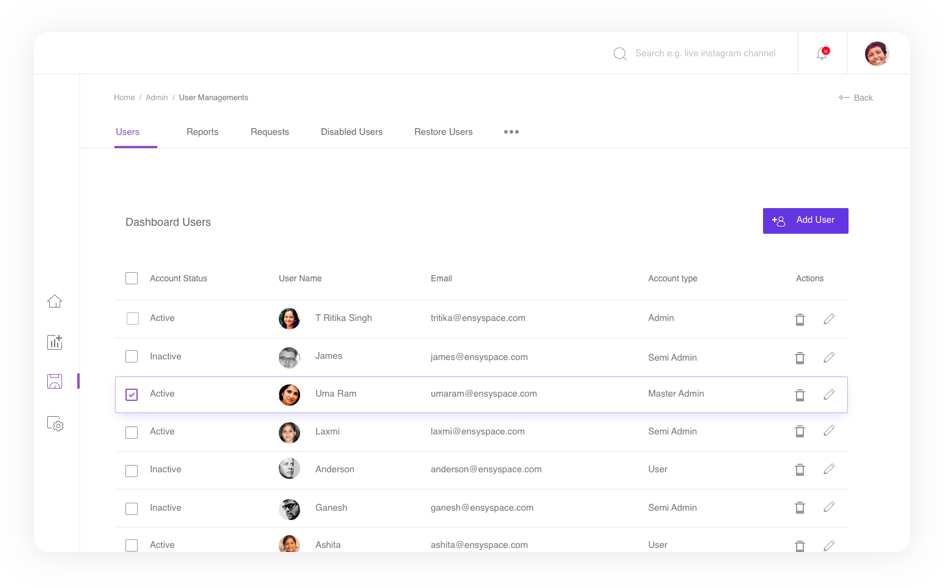 Search e.g. live instagram channel
Home / Admin / User Managements
Back
Users Reports Requests Disabled Users Restore Users
Dashboard Users
Add User
Account Status User Name Email Account type Actions
Active T Ritika Singh tritika@ensyspace.com Admin
Inactive James james@ensyspace.com Semi Admin
Active Uma Ram umaram@ensyspace.com Master Admin
Active Laxmi laxmi@ensyspace.com Semi Admin
Inactive Anderson anderson@ensyspace.com User
Inactive Ganesh ganesh@ensyspace.com Semi Admin
Active Ashita ashita@ensyspace.com User